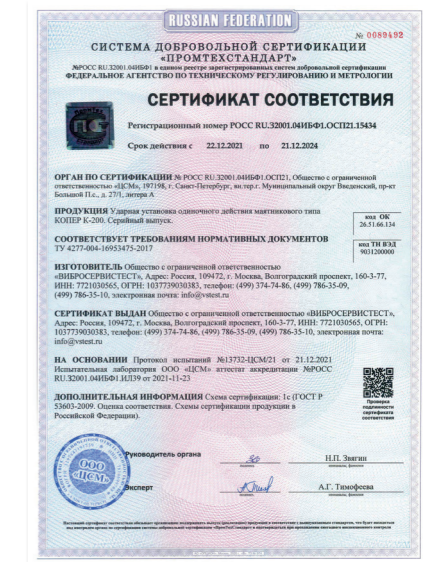 RUSSIAN FEDERATION
№ 0089492
СИСТЕМА ДОБРОВОЛЬНОЙ СЕРТИФИКАЦИИ
«ПРОМТЕХСТАНДАРТ»
№РОСС RU.32001.04ИБФ1 в едином реестре зарегистрированных систем добровольной сертификации
ФЕДЕРАЛЬНОЕ АГЕНТСТВО ПО ТЕХНИЧЕСКОМУ РЕГУЛИРОВАНИЮ И МЕТРОЛОГИИ
СЕРТИФИКАТ СООТВЕТСТВИЯ
Регистрационный номер РОСС RU.32001.04ИБФ1.ОСП21.15434
Срок действия с 22.12.2021 по 21.12.2024
ОРГАН ПО СЕРТИФИКАЦИИ № РОСС RU.32001.04ИБФ1.ОСП21, Общество с ограниченной
ответственностью «ЦСМ», 197198, г. Санкт-Петербург, вн.тер.г. Муниципальный округ Введенский, пр-кт
Большой П.с., д. 27/1, литера А
ПРОДУКЦИЯ Ударная установка одиночного действия маятникового типа
КОПЕР К-200. Серийный выпуск.
код ОК
26.51.66.134
СООТВЕТСТВУЕТ ТРЕБОВАНИЯМ НОРМАТИВНЫХ ДОКУМЕНТОВ
ТУ 4277-004-16953475-2017
код ТН ВЭД
9031200000
ИЗГОТОВИТЕЛЬ Общество с ограниченной ответственностью
«ВИБРОСЕРВИСТЕСТ», Адрес: Россия, 109472, г. Москва, Волгоградский проспект, 160-3-77,
ИНН: 7721030565, ОГРН: 1037739030383, телефон: (499) 374-74-86, (499) 786-35-09,
(499) 786-35-10, электронная почта: info@vstest.ru
СЕРТИФИКАТ ВЫДАН Общество с ограниченной ответственностью «ВИБРОСЕРВИСТЕСТ»,
Адрес: Россия, 109472, г. Москва, Волгоградский проспект, 160-3-77, ИНН: 7721030565, ОГРН:
1037739030383, телефон: (499) 374-74-86, (499) 786-35-09, (499) 786-35-10, электронная почта:
info@vstest.ru
НА ОСНОВАНИИ Протокол испытаний №13732-ЦСМ/21 от 21.12.2021
Испытательная лаборатория ООО «ЦСМ» аттестат аккредитации №РОСС
RU.32001.04ИБФ1.ИЛ39 от 2021-11-23
ДОПОЛНИТЕЛЬНАЯ ИНФОРМАЦИЯ Схема сертификации: 1с (ГОСТ Р
53603-2009. Оценка соответствия. Схемы сертификации продукции в
Российской Федерации).
Проверка
подлинности
сертификата
соответствия
Руководитель органа
Н.П. Звягин
Эксперт
А.Г. Тимофеева
ООО
«ЦСМ»